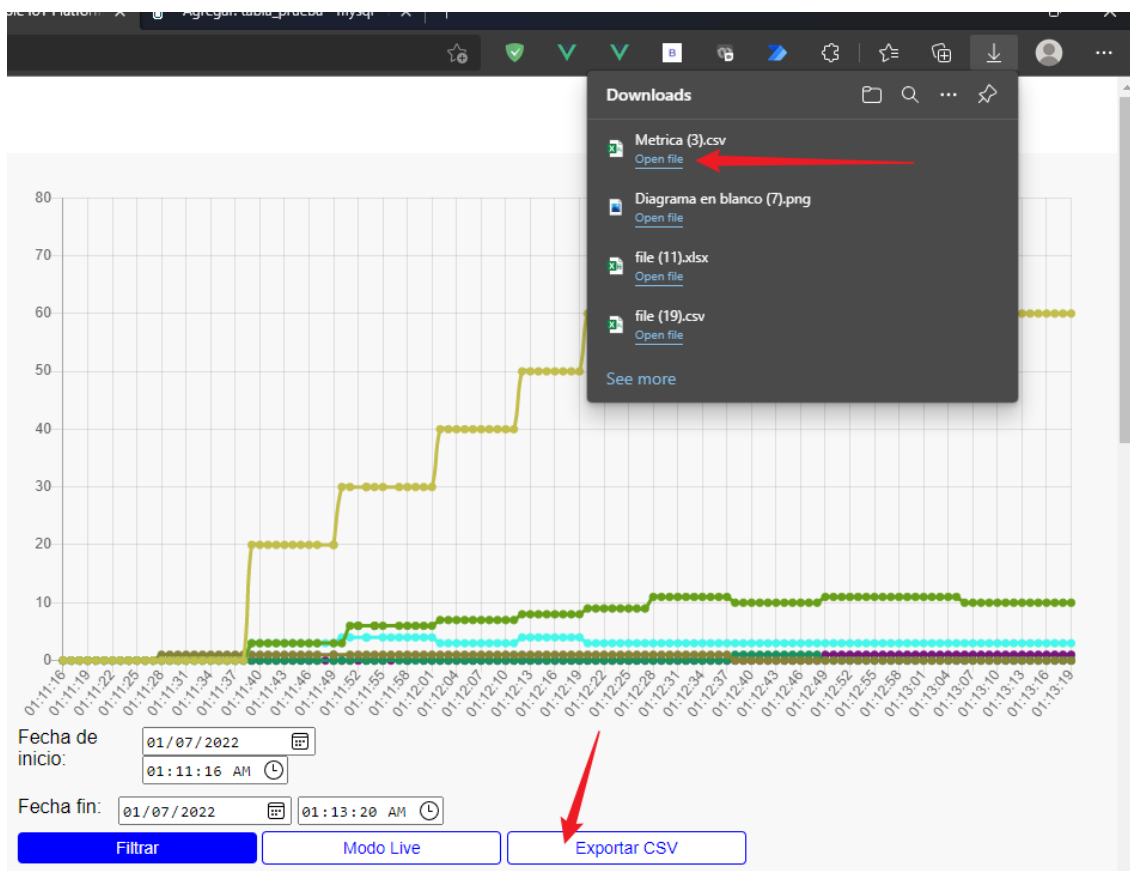 Agregar: tabla_prueba - mysql
B
Downloads
Metrica (3).csv
Open file
Diagrama en blanco (7).png
Open file
file (11).xlsx
Open file
file (19).csv
Open file
See more
80
70
60
50
40
30
20
10
0
01:11:16 01:11:19 01:11:22 01:11:25 01:11:28 01:11:31 01:11:34 01:11:37 01:11:40 01:11:43 01:11:46 01:11:49 01:11:52 01:11:55 01:11:58 01:12:01 01:12:04 01:12:07 01:12:10 01:12:13 01:12:16 01:12:19 01:12:22 01:12:25 01:12:28 01:12:31 01:12:34 01:12:37 01:12:40 01:12:43 01:12:46 01:12:49 01:12:52 01:12:55 01:12:58 01:13:01 01:13:04 01:13:07 01:13:10 01:13:13 01:13:16 01:13:19
Fecha de
inicio:
01/07/2022
01:11:16 AM
Fecha fin: 01/07/2022 01:13:20 AM
Filtrar Modo Live Exportar CSV